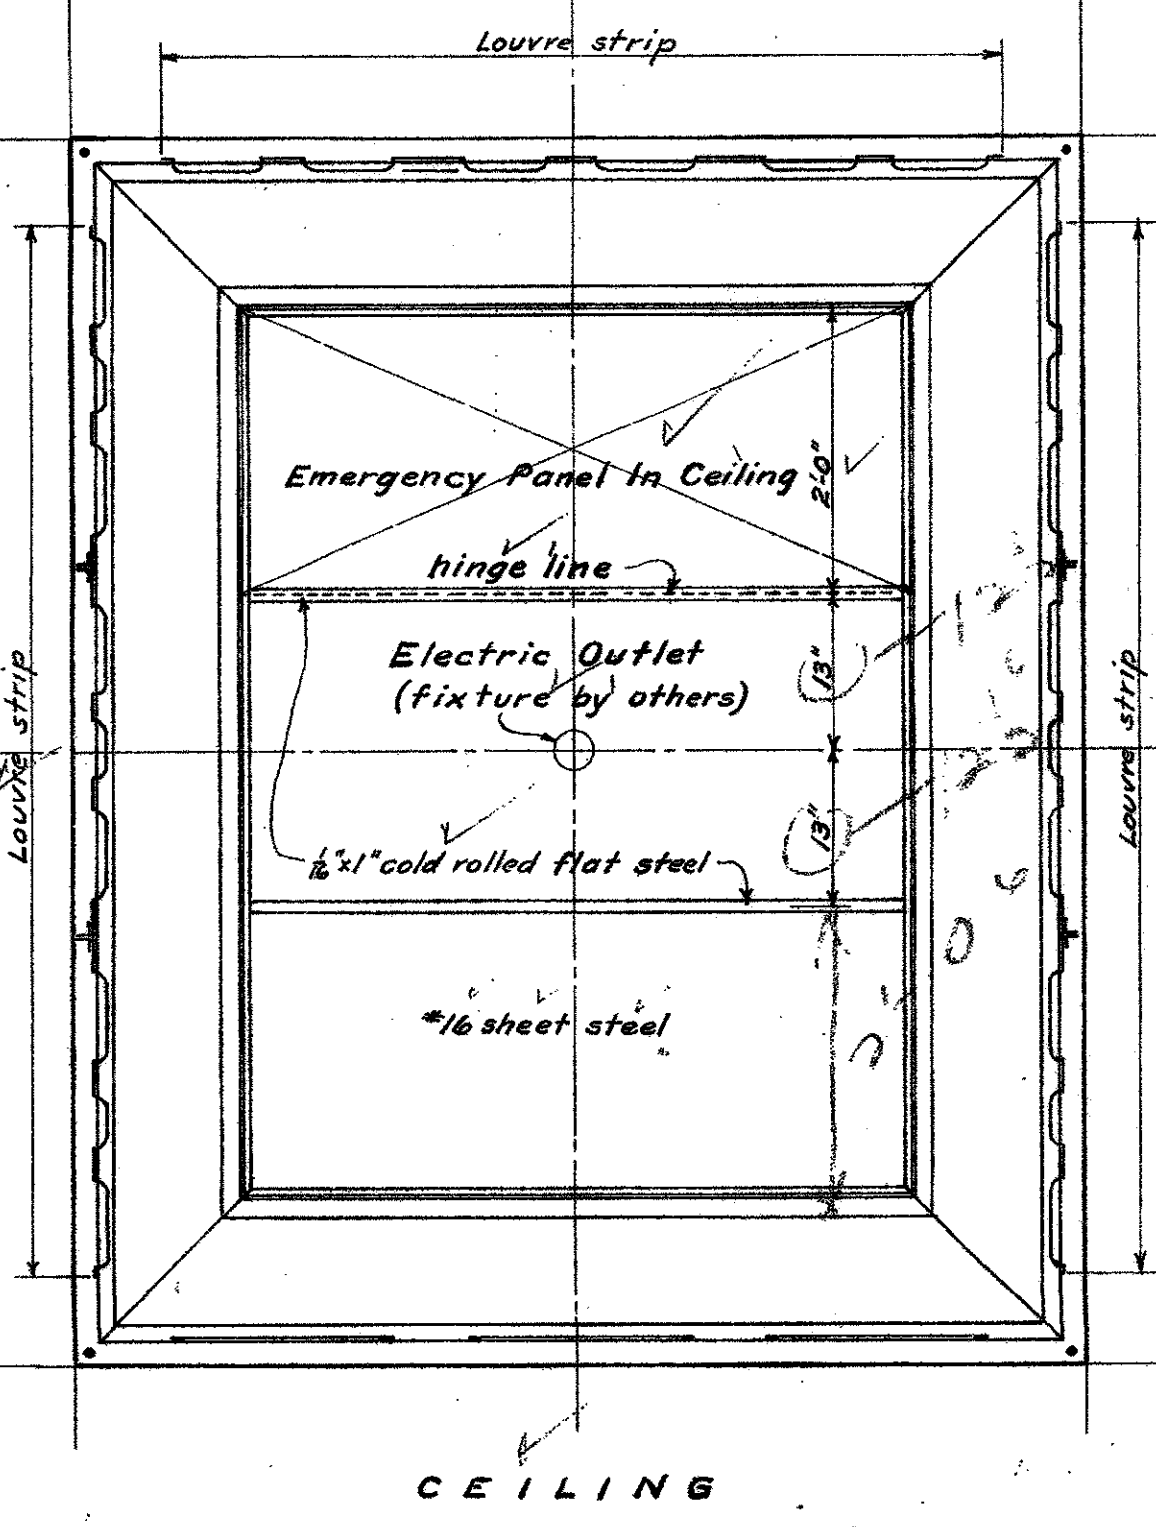 Louvre strip
Emergency Panel In Ceiling
2'-0"
hinge line
Electric Outlet
(fixture by others)
13"
Louvre strip
Louvre strip
13"
1/16"x1" cold rolled flat steel
#16 sheet steel
CEILING